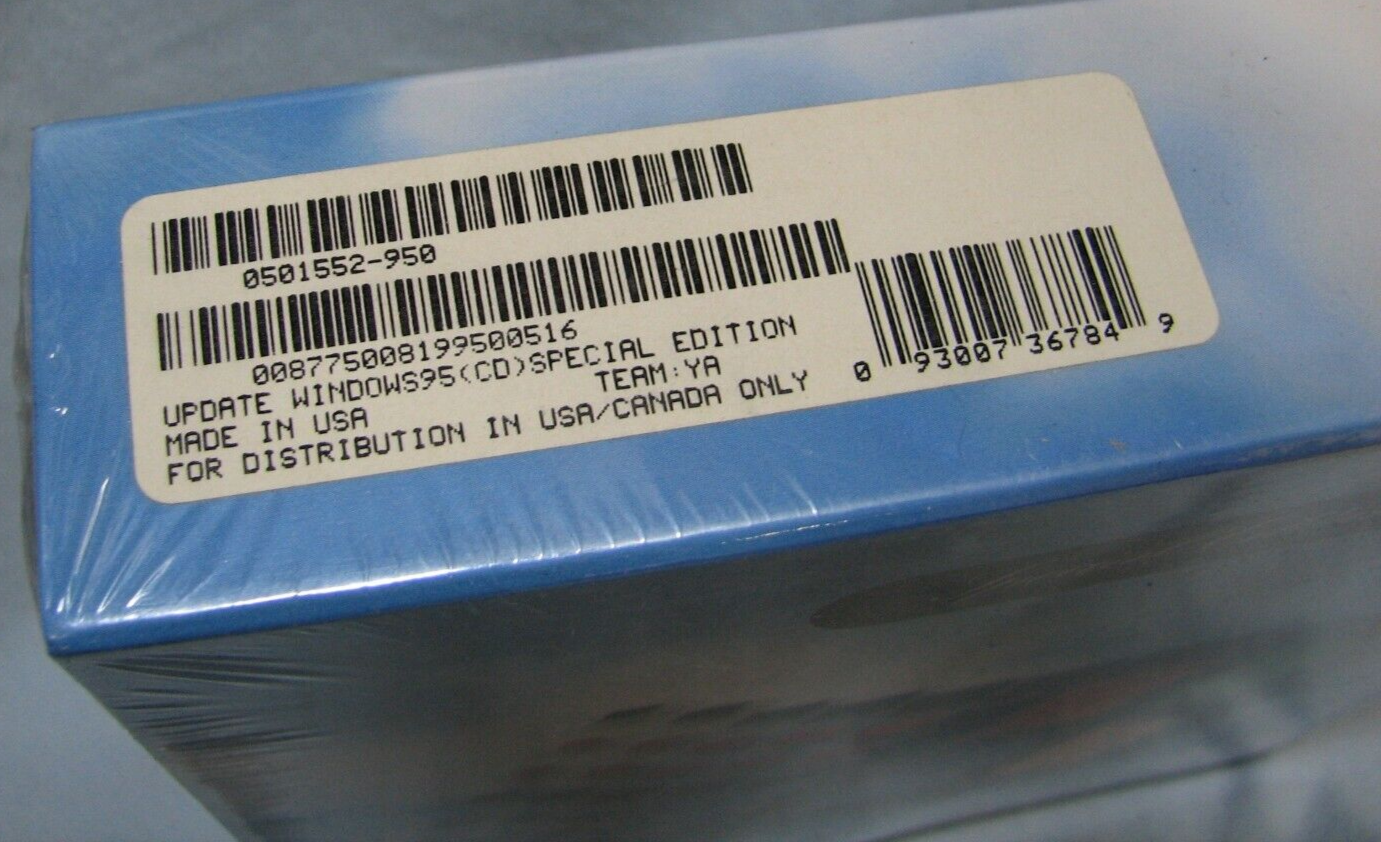 0501552-950
00877500819950051​6
UPDATE WINDOWS95(CD)SPECIAL EDITION
MADE IN USA TEAM:YA
FOR DISTRIBUTION IN USA/CANADA ONLY
0 93007 36784 9